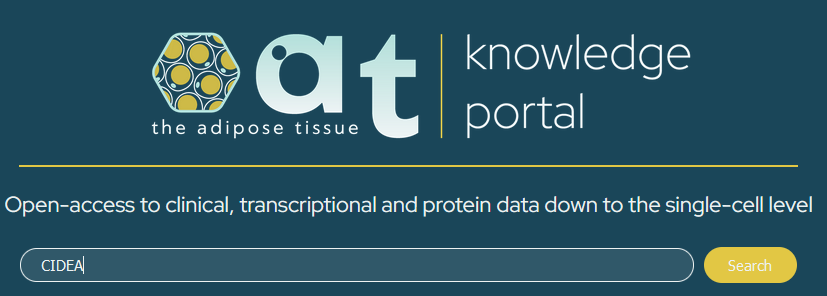 at
the adipose tissue
knowledge
portal
Open-access to clinical, transcriptional and protein data down to the single-cell level
CIDEA
Search